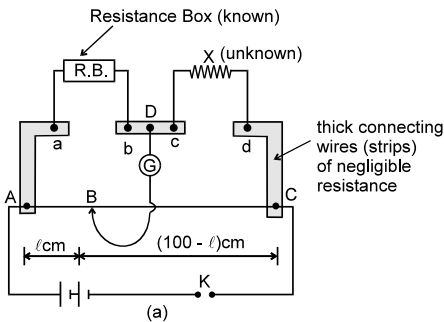 Resistance Box (known)
R.B.
X (unknown)
D
a
b
c
d
G
thick connecting
wires (strips)
of negligible
resistance
A
B
C
ℓcm
(100 - ℓ)cm
K
(a)